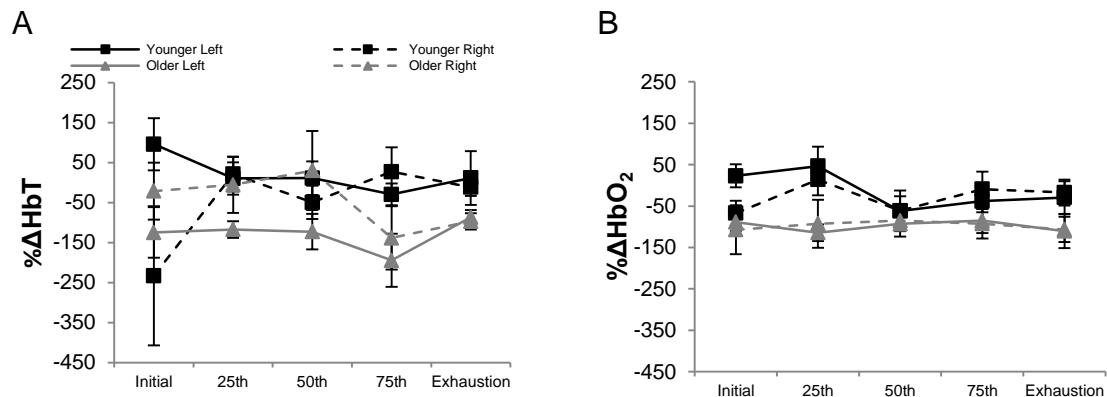 A
B
Younger Left
Younger Right
Older Left
Older Right
%ΔHbT
250
150
50
-50
-150
-250
-350
-450
Initial
25th
50th
75th
Exhaustion
%ΔHbO₂
250
150
50
-50
-150
-250
-350
-450
Initial
25th
50th
75th
Exhaustion